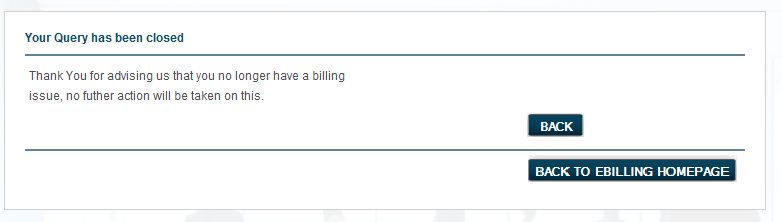 Your Query has been closed
Thank You for advising us that you no longer have a billing
issue, no futher action will be taken on this.
BACK
BACK TO EBILLING HOMEPAGE